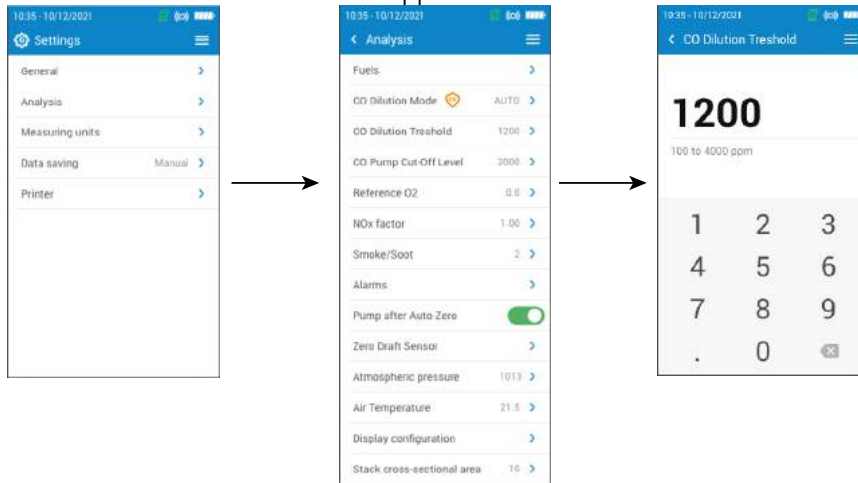 10:35 - 10/12/2021
Settings
General
Analysis
Measuring units
Data saving Manual
Printer
10:35 - 10/12/2021
Analysis
Fuels
CO Dilution Mode AUTO
CO Dilution Treshold 1200
CO Pump Cut-Off Level 2000
Reference O2 0.0
NOx factor 1.00
Smoke/Soot 2
Alarms
Pump after Auto Zero
Zero Draft Sensor
Atmospheric pressure 1013
Air Temperature 21.5
Display configuration
Stack cross-sectional area 16
10:35 - 10/12/2021
CO Dilution Treshold
1200
100 to 4000 ppm
1 2 3
4 5 6
7 8 9
. 0